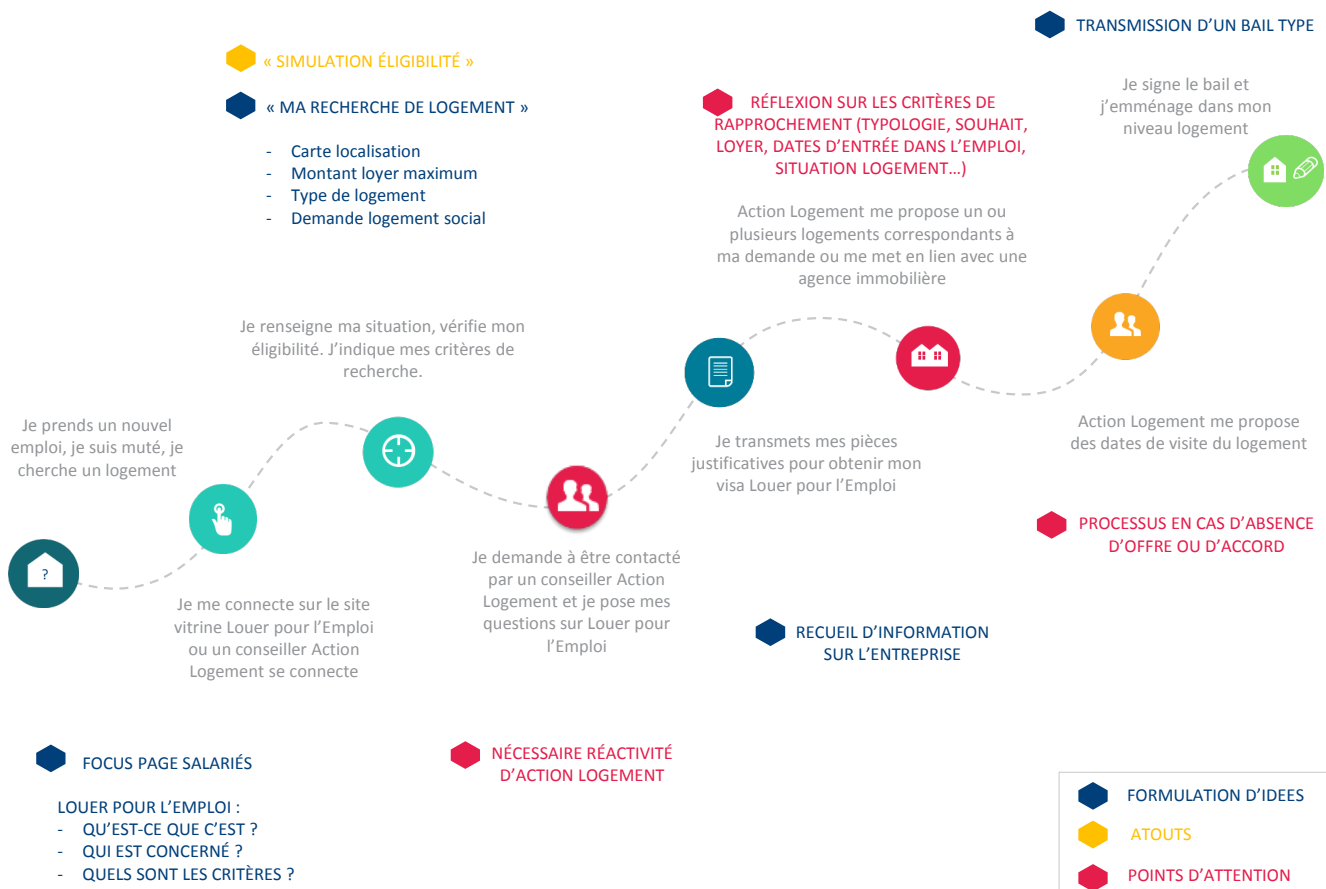 TRANSMISSION D'UN BAIL TYPE
« SIMULATION ÉLIGIBILITÉ »
« MA RECHERCHE DE LOGEMENT »
- Carte localisation
- Montant loyer maximum
- Type de logement
- Demande logement social
RÉFLEXION SUR LES CRITÈRES DE
RAPPROCHEMENT (TYPOLOGIE, SOUHAIT,
LOYER, DATES D'ENTRÉE DANS L'EMPLOI,
SITUATION LOGEMENT…)
Je signe le bail et
j'emménage dans mon
niveau logement
Action Logement me propose un ou
plusieurs logements correspondants à
ma demande ou me met en lien avec une
agence immobilière
Je renseigne ma situation, vérifie mon
éligibilité. J'indique mes critères de
recherche.
Je prends un nouvel
emploi, je suis muté, je
cherche un logement
Je transmets mes pièces
justificatives pour obtenir mon
visa Louer pour l'Emploi
Action Logement me propose
des dates de visite du logement
?
Je me connecte sur le site
vitrine Louer pour l'Emploi
ou un conseiller Action
Logement se connecte
Je demande à être contacté
par un conseiller Action
Logement et je pose mes
questions sur Louer pour
l'Emploi
PROCESSUS EN CAS D'ABSENCE
D'OFFRE OU D'ACCORD
RECUEIL D'INFORMATION
SUR L'ENTREPRISE
FOCUS PAGE SALARIÉS
LOUER POUR L'EMPLOI :
- QU'EST-CE QUE C'EST ?
- QUI EST CONCERNÉ ?
- QUELS SONT LES CRITÈRES ?
NÉCESSAIRE RÉACTIVITÉ
D'ACTION LOGEMENT
FORMULATION D'IDEES
ATOUTS
POINTS D'ATTENTION